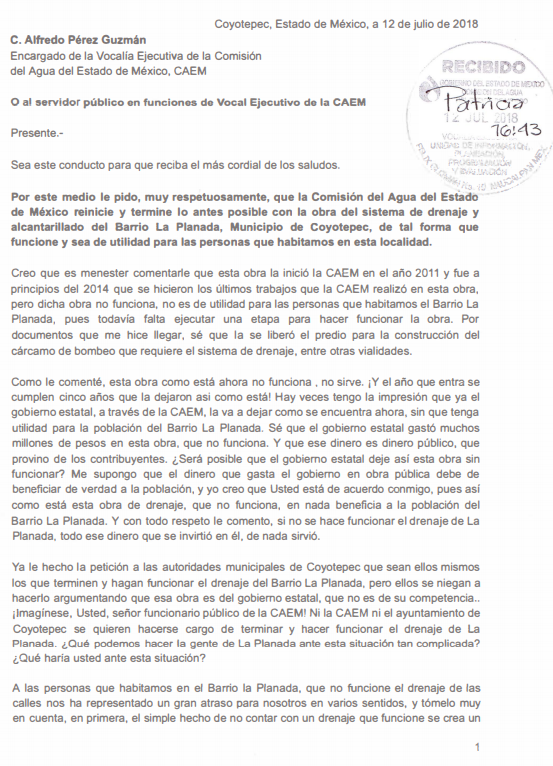 Coyotepec, Estado de México, a 12 de julio de 2018
C. Alfredo Pérez Guzmán
Encargado de la Vocalía Ejecutiva de la Comisión
del Agua del Estado de México, CAEM
O al servidor público en funciones de Vocal Ejecutivo de la CAEM
Presente.-
RECIBIDO
GOBIERNO DEL ESTADO DE MÉXICO
COMISIÓN DEL AGUA
Patricia
12 JUL 2018
16:43
UNIDAD DE INFORMACIÓN,
PLANEACIÓN,
PROGRAMACIÓN
Y EVALUACIÓN
Sea este conducto para que reciba el más cordial de los saludos.
Por este medio le pido, muy respetuosamente, que la Comisión del Agua del Estado
de México reinicie y termine lo antes posible con la obra del sistema de drenaje y
alcantarillado del Barrio La Planada, Municipio de Coyotepec, de tal forma que
funcione y sea de utilidad para las personas que habitamos en esta localidad.
Creo que es menester comentarle que esta obra la inició la CAEM en el año 2011 y fue a
principios del 2014 que se hicieron los últimos trabajos que la CAEM realizó en esta obra,
pero dicha obra no funciona, no es de utilidad para las personas que habitamos el Barrio La
Planada, pues todavía falta ejecutar una etapa para hacer funcionar la obra. Por
documentos que me hice llegar, sé que la se liberó el predio para la construcción del
cárcamo de bombeo que requiere el sistema de drenaje, entre otras vialidades.
Como le comenté, esta obra como está ahora no funciona , no sirve. ¡Y el año que entra se
cumplen cinco años que la dejaron asi como está! Hay veces tengo la impresión que ya el
gobierno estatal, a través de la CAEM, la va a dejar como se encuentra ahora, sin que tenga
utilidad para la población del Barrio La Planada. Sé que el gobierno estatal gastó muchos
millones de pesos en esta obra, que no funciona. Y que ese dinero es dinero público, que
provino de los contribuyentes. ¿Será posible que el gobierno estatal deje así esta obra sin
funcionar? Me supongo que el dinero que gasta el gobierno en obra pública debe de
beneficiar de verdad a la población, y yo creo que Usted está de acuerdo conmigo, pues así
como está esta obra de drenaje, que no funciona, en nada beneficia a la población del
Barrio La Planada. Y con todo respeto le comento, si no se hace funcionar el drenaje de La
Planada, todo ese dinero que se invirtió en él, de nada sirvió.
Ya le hecho la petición a las autoridades municipales de Coyotepec que sean ellos mismos
los que terminen y hagan funcionar el drenaje del Barrio La Planada, pero ellos se niegan a
hacerlo argumentando que esa obra es del gobierno estatal, que no es de su competencia..
¡Imagínese, Usted, señor funcionario público de la CAEM! Ni la CAEM ni el ayuntamiento de
Coyotepec se quieren hacerse cargo de terminar y hacer funcionar el drenaje de La
Planada. ¿Qué podemos hacer la gente de La Planada ante esta situación tan complicada?
¿Qué haría usted ante esta situación?
A las personas que habitamos en el Barrio la Planada, que no funcione el drenaje de las
calles nos ha representado un gran atraso para nosotros en varios sentidos, y tómelo muy
en cuenta, en primera, el simple hecho de no contar con un drenaje que funcione se crea un
1